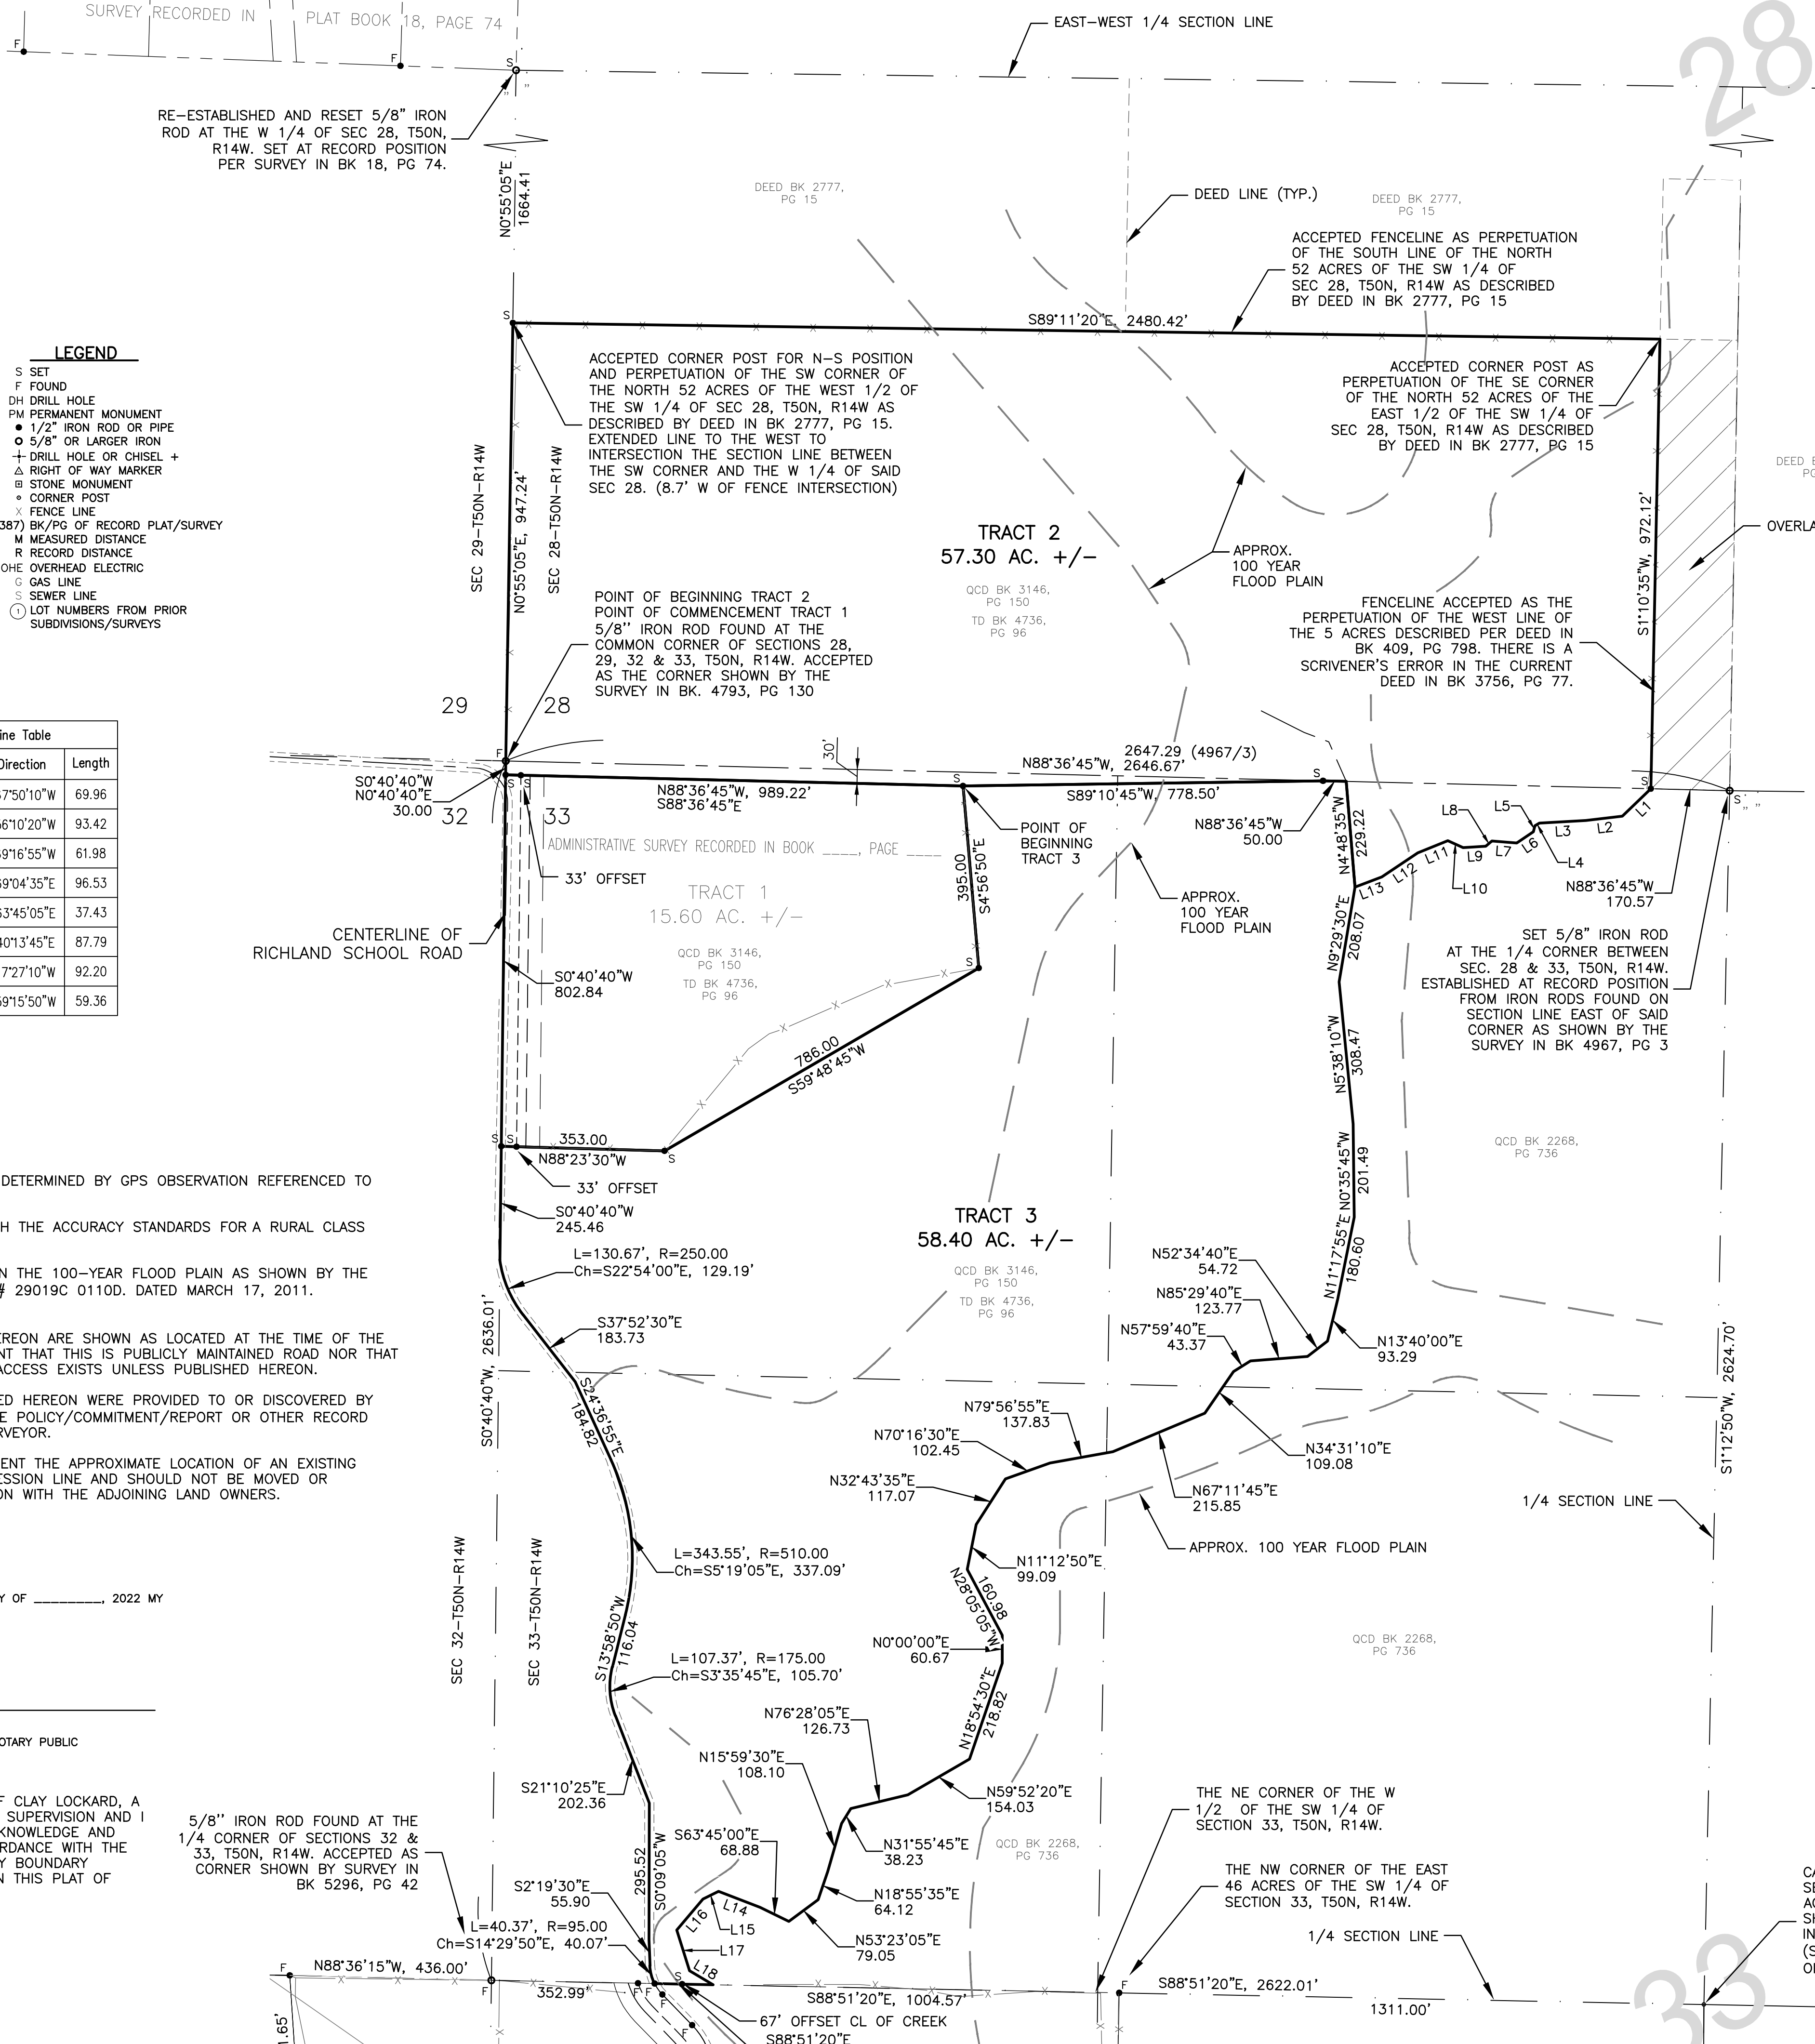 SURVEY RECORDED IN PLAT BOOK 18, PAGE 74
EAST-WEST 1/4 SECTION LINE
28
RE-ESTABLISHED AND RESET 5/8" IRON
ROD AT THE W 1/4 OF SEC 28, T50N,
R14W. SET AT RECORD POSITION
PER SURVEY IN BK 18, PG 74.
N0°55'05"E
1664.41
DEED BK 2777,
PG 15
DEED LINE (TYP.)
DEED BK 2777,
PG 15
ACCEPTED FENCELINE AS PERPETUATION
OF THE SOUTH LINE OF THE NORTH
52 ACRES OF THE SW 1/4 OF
SEC 28, T50N, R14W AS DESCRIBED
BY DEED IN BK 2777, PG 15
S89°11'20"E, 2480.42'
LEGEND
S SET
F FOUND
DH DRILL HOLE
PM PERMANENT MONUMENT
1/2" IRON ROD OR PIPE
5/8" OR LARGER IRON
DRILL HOLE OR CHISEL +
RIGHT OF WAY MARKER
STONE MONUMENT
CORNER POST
X FENCE LINE
387) BK/PG OF RECORD PLAT/SURVEY
M MEASURED DISTANCE
R RECORD DISTANCE
OHE OVERHEAD ELECTRIC
G GAS LINE
S SEWER LINE
1 LOT NUMBERS FROM PRIOR
SUBDIVISIONS/SURVEYS
ACCEPTED CORNER POST FOR N-S POSITION
AND PERPETUATION OF THE SW CORNER OF
THE NORTH 52 ACRES OF THE WEST 1/2 OF
THE SW 1/4 OF SEC 28, T50N, R14W AS
DESCRIBED BY DEED IN BK 2777, PG 15.
EXTENDED LINE TO THE WEST TO
INTERSECTION THE SECTION LINE BETWEEN
THE SW CORNER AND THE W 1/4 OF SAID
SEC 28. (8.7' W OF FENCE INTERSECTION)
ACCEPTED CORNER POST AS
PERPETUATION OF THE SE CORNER
OF THE NORTH 52 ACRES OF THE
EAST 1/2 OF THE SW 1/4 OF
SEC 28, T50N, R14W AS DESCRIBED
BY DEED IN BK 2777, PG 15
DEED B
PG
OVERLA
SEC 29-T50N-R14W
SEC 28-T50N-R14W
N0°55'05"E, 947.24'
S1°10'35"W, 972.12'
TRACT 2
57.30 AC. +/-
QCD BK 3146,
PG 150
TD BK 4736,
PG 96
APPROX.
100 YEAR
FLOOD PLAIN
POINT OF BEGINNING TRACT 2
POINT OF COMMENCEMENT TRACT 1
5/8'' IRON ROD FOUND AT THE
COMMON CORNER OF SECTIONS 28,
29, 32 & 33, T50N, R14W. ACCEPTED
AS THE CORNER SHOWN BY THE
SURVEY IN BK. 4793, PG 130
FENCELINE ACCEPTED AS THE
PERPETUATION OF THE WEST LINE OF
THE 5 ACRES DESCRIBED PER DEED IN
BK 409, PG 798. THERE IS A
SCRIVENER'S ERROR IN THE CURRENT
DEED IN BK 3756, PG 77.
29
28
32
33
ine Table
Direction Length
7°50'10"W 69.96
6°10'20"W 93.42
9°16'55"W 61.98
9°04'35"E 96.53
63°45'05"E 37.43
40°13'45"E 87.79
7°27'10"W 92.20
59°15'50"W 59.36
S0°40'40"W
N0°40'40"E
30.00
30'
2647.29 (4967/3)
N88°36'45"W, 2646.67'
N88°36'45"W, 989.22'
S88°36'45"E
S89°10'45"W, 778.50'
N88°36'45"W
50.00
N4°48'35"W
229.22
L1
L2
L3
L4
L5
L6
L7
L8
L9
L10
L11
L12
L13
N88°36'45"W
170.57
ADMINISTRATIVE SURVEY RECORDED IN BOOK ____, PAGE ____
33' OFFSET
TRACT 1
15.60 AC. +/-
QCD BK 3146,
PG 150
TD BK 4736,
PG 96
POINT OF
BEGINNING
TRACT 3
395.00
S4°56'50"E
APPROX.
100 YEAR
FLOOD PLAIN
CENTERLINE OF
RICHLAND SCHOOL ROAD
S0°40'40"W
802.84
786.00
S59°48'45"W
N9°29'30"E
208.07
N5°38'10"W
308.47
SET 5/8" IRON ROD
AT THE 1/4 CORNER BETWEEN
SEC. 28 & 33, T50N, R14W.
ESTABLISHED AT RECORD POSITION
FROM IRON RODS FOUND ON
SECTION LINE EAST OF SAID
CORNER AS SHOWN BY THE
SURVEY IN BK 4967, PG 3
353.00
N88°23'30"W
33' OFFSET
S0°40'40"W
245.46
QCD BK 2268,
PG 736
N0°35'45"W
201.49
DETERMINED BY GPS OBSERVATION REFERENCED TO
H THE ACCURACY STANDARDS FOR A RURAL CLASS
N THE 100-YEAR FLOOD PLAIN AS SHOWN BY THE
# 29019C 0110D. DATED MARCH 17, 2011.
EREON ARE SHOWN AS LOCATED AT THE TIME OF THE
ENT THAT THIS IS PUBLICLY MAINTAINED ROAD NOR THAT
ACCESS EXISTS UNLESS PUBLISHED HEREON.
ED HEREON WERE PROVIDED TO OR DISCOVERED BY
E POLICY/COMMITMENT/REPORT OR OTHER RECORD
RVEYOR.
ENT THE APPROXIMATE LOCATION OF AN EXISTING
ESSION LINE AND SHOULD NOT BE MOVED OR
ON WITH THE ADJOINING LAND OWNERS.
TRACT 3
58.40 AC. +/-
QCD BK 3146,
PG 150
TD BK 4736,
PG 96
L=130.67', R=250.00
Ch=S22°54'00"E, 129.19'
S37°52'30"E
183.73
S0°40'40"W, 2636.01'
S24°36'55"E
184.82
N11°17'55"E
180.60
N52°34'40"E
54.72
N85°29'40"E
123.77
N57°59'40"E
43.37
N13°40'00"E
93.29
S1°12'50"W, 2624.70'
N79°56'55"E
137.83
N70°16'30"E
102.45
N32°43'35"E
117.07
N34°31'10"E
109.08
N67°11'45"E
215.85
1/4 SECTION LINE
APPROX. 100 YEAR FLOOD PLAIN
L=343.55', R=510.00
Ch=S5°19'05"E, 337.09'
N11°12'50"E
99.09
160.98
N28°05'05"W
Y OF ________, 2022 MY
SEC 32-T50N-R14W
SEC 33-T50N-R14W
S13°58'50"W
116.04
L=107.37', R=175.00
Ch=S3°35'45"E, 105.70'
N0°00'00"E
60.67
QCD BK 2268,
PG 736
N18°54'30"E
218.82
N76°28'05"E
126.73
N15°59'30"E
108.10
OTARY PUBLIC
S21°10'25"E
202.36
N59°52'20"E
154.03
F CLAY LOCKARD, A
SUPERVISION AND I
KNOWLEDGE AND
RDANCE WITH THE
Y BOUNDARY
N THIS PLAT OF
5/8'' IRON ROD FOUND AT THE
1/4 CORNER OF SECTIONS 32 &
33, T50N, R14W. ACCEPTED AS
CORNER SHOWN BY SURVEY IN
BK 5296, PG 42
THE NE CORNER OF THE W
1/2 OF THE SW 1/4 OF
SECTION 33, T50N, R14W.
S63°45'00"E
68.88
N31°55'45"E
38.23
QCD BK 2268,
PG 736
295.52
S0°09'05"W
S2°19'30"E
55.90
N18°55'35"E
64.12
THE NW CORNER OF THE EAST
46 ACRES OF THE SW 1/4 OF
SECTION 33, T50N, R14W.
L14
L15
L16
L17
L18
L=40.37', R=95.00
Ch=S14°29'50"E, 40.07'
N53°23'05"E
79.05
1/4 SECTION LINE
CA
SE
AC
SH
IN
(S
OF
N88°36'15"W, 436.00'
352.99'
S88°51'20"E, 1004.57'
S88°51'20"E, 2622.01'
1311.00'
33
67' OFFSET CL OF CREEK
S88°51'20"E
1.65'